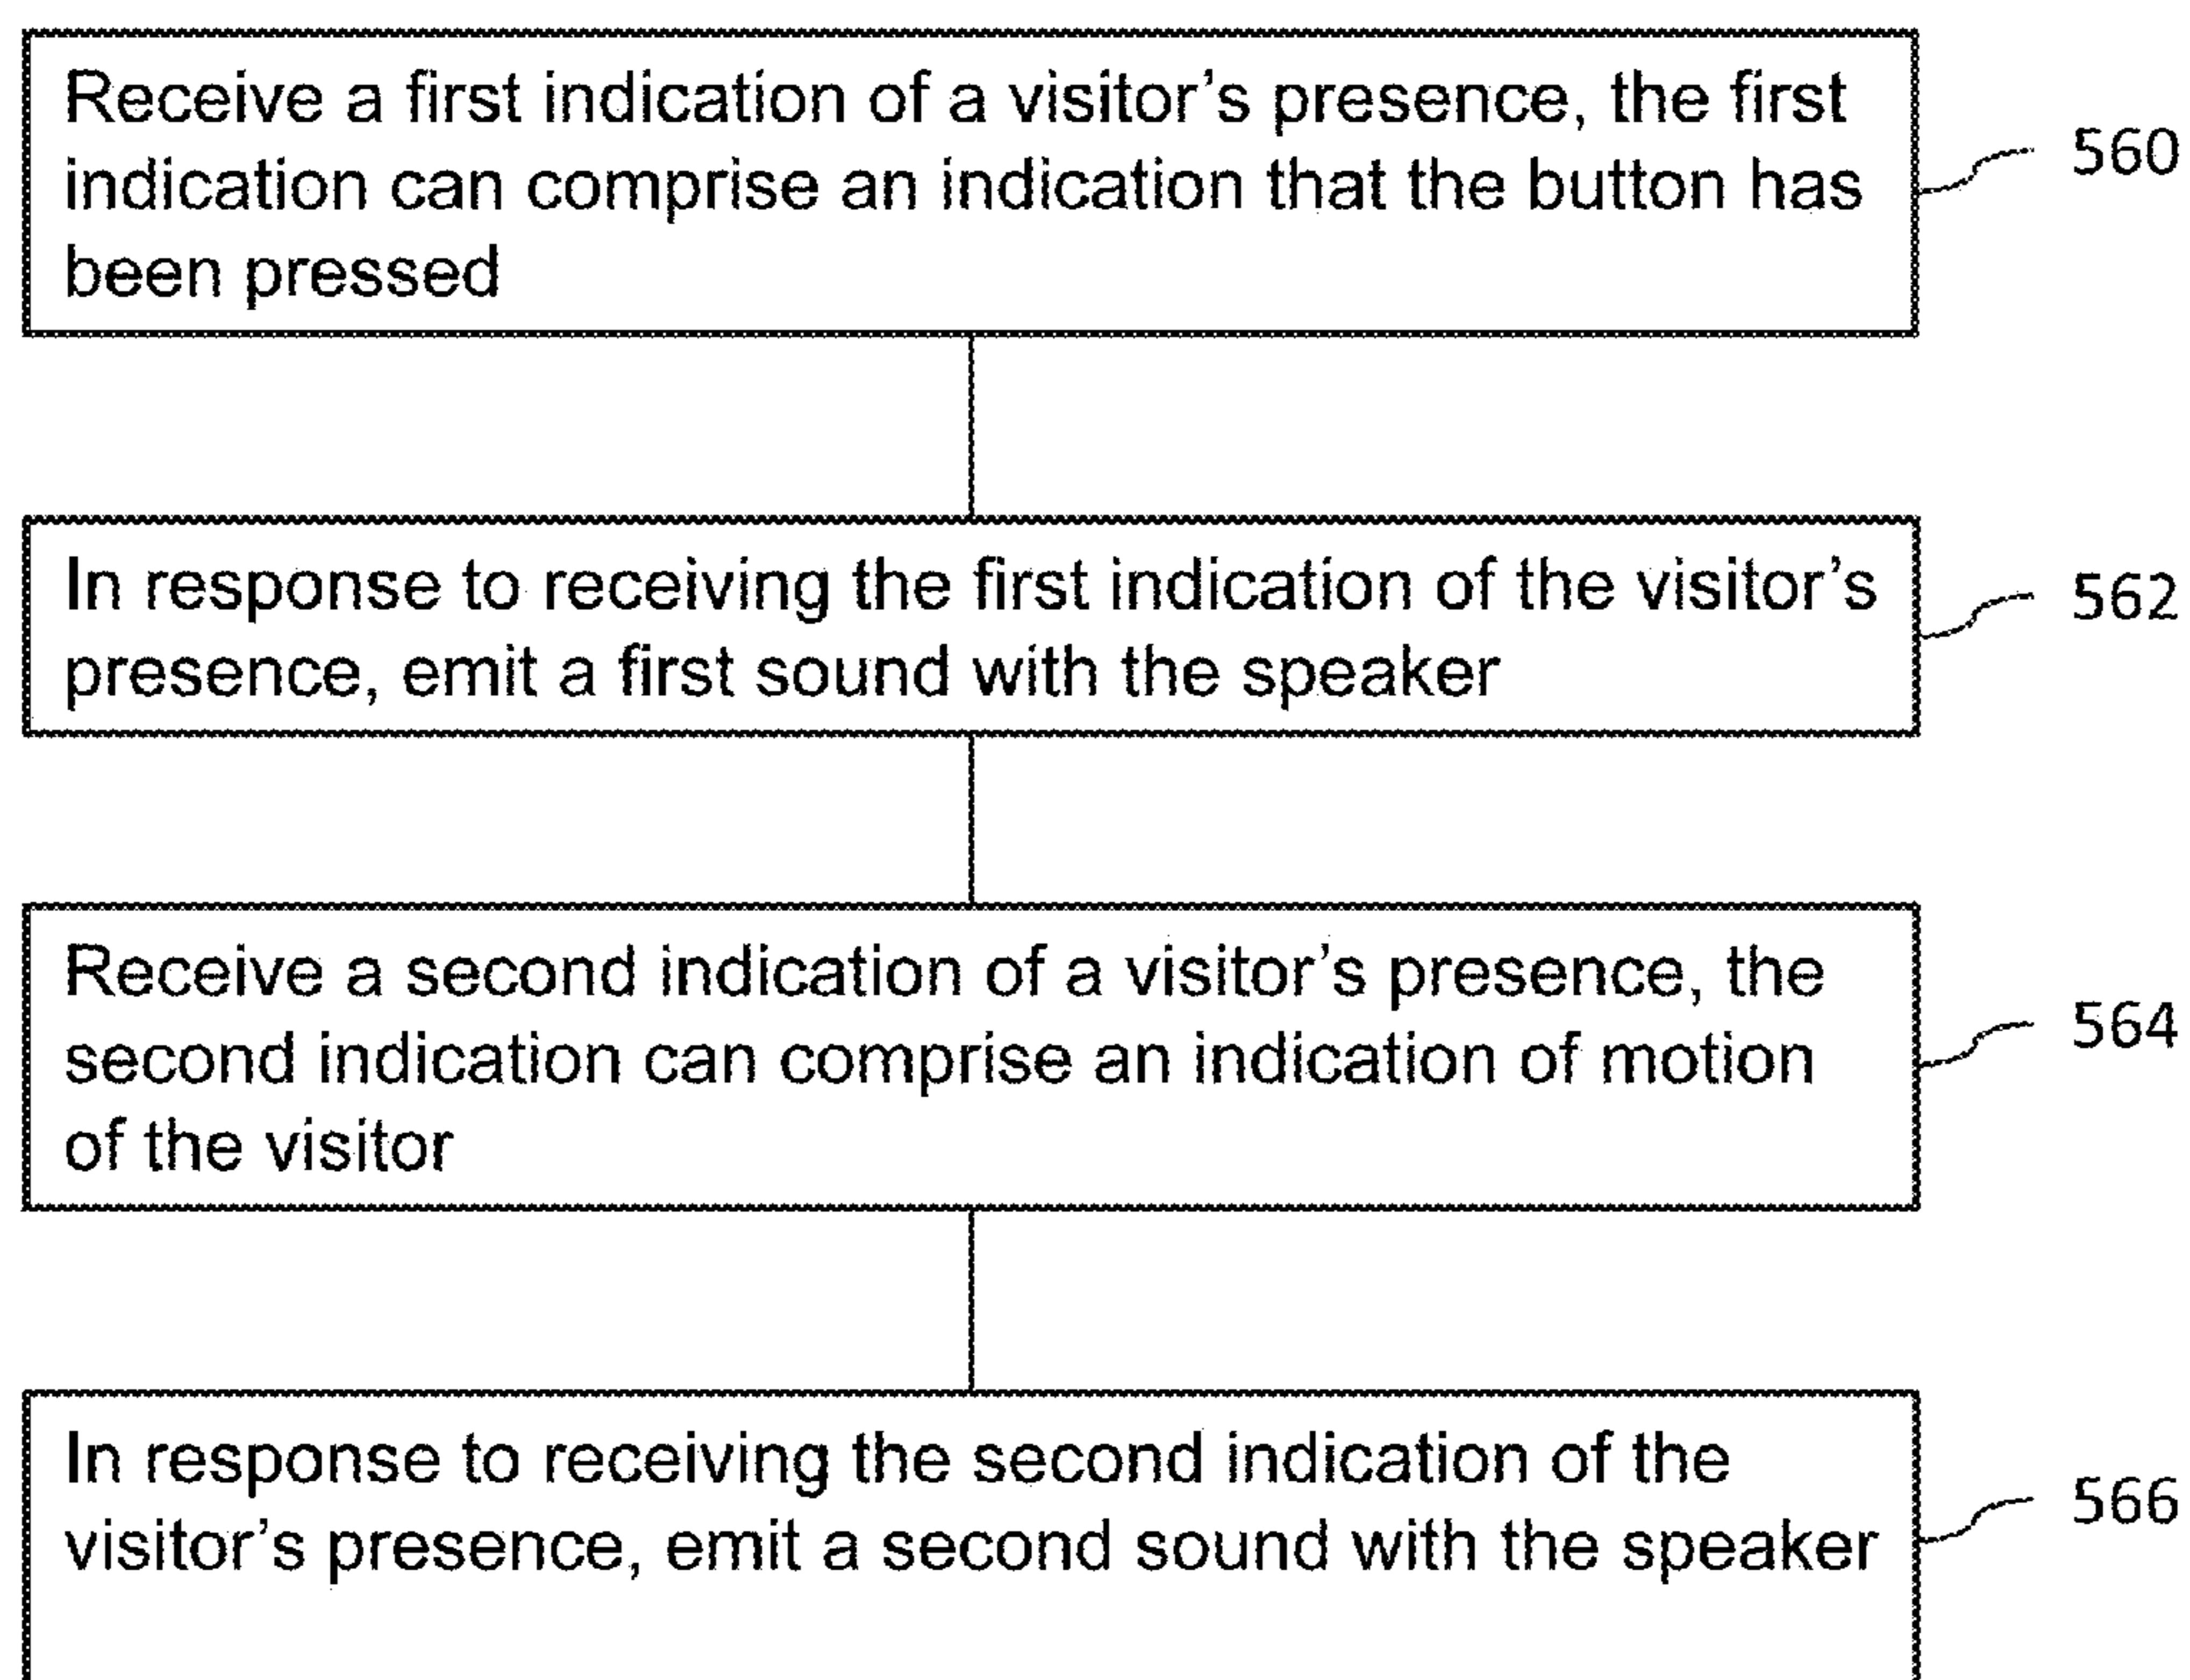 Receive a first indication of a visitor's presence, the first
indication can comprise an indication that the button has
been pressed
560
In response to receiving the first indication of the visitor's
presence, emit a first sound with the speaker
562
Receive a second indication of a visitor's presence, the
second indication can comprise an indication of motion
of the visitor
564
In response to receiving the second indication of the
visitor's presence, emit a second sound with the speaker
566